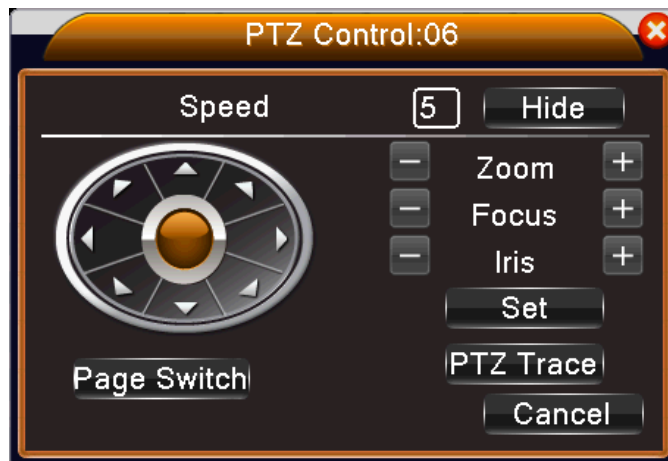 PTZ Control:06
Speed 5 Hide
− Zoom +
− Focus +
− Iris +
Set
PTZ Trace
Page Switch
Cancel